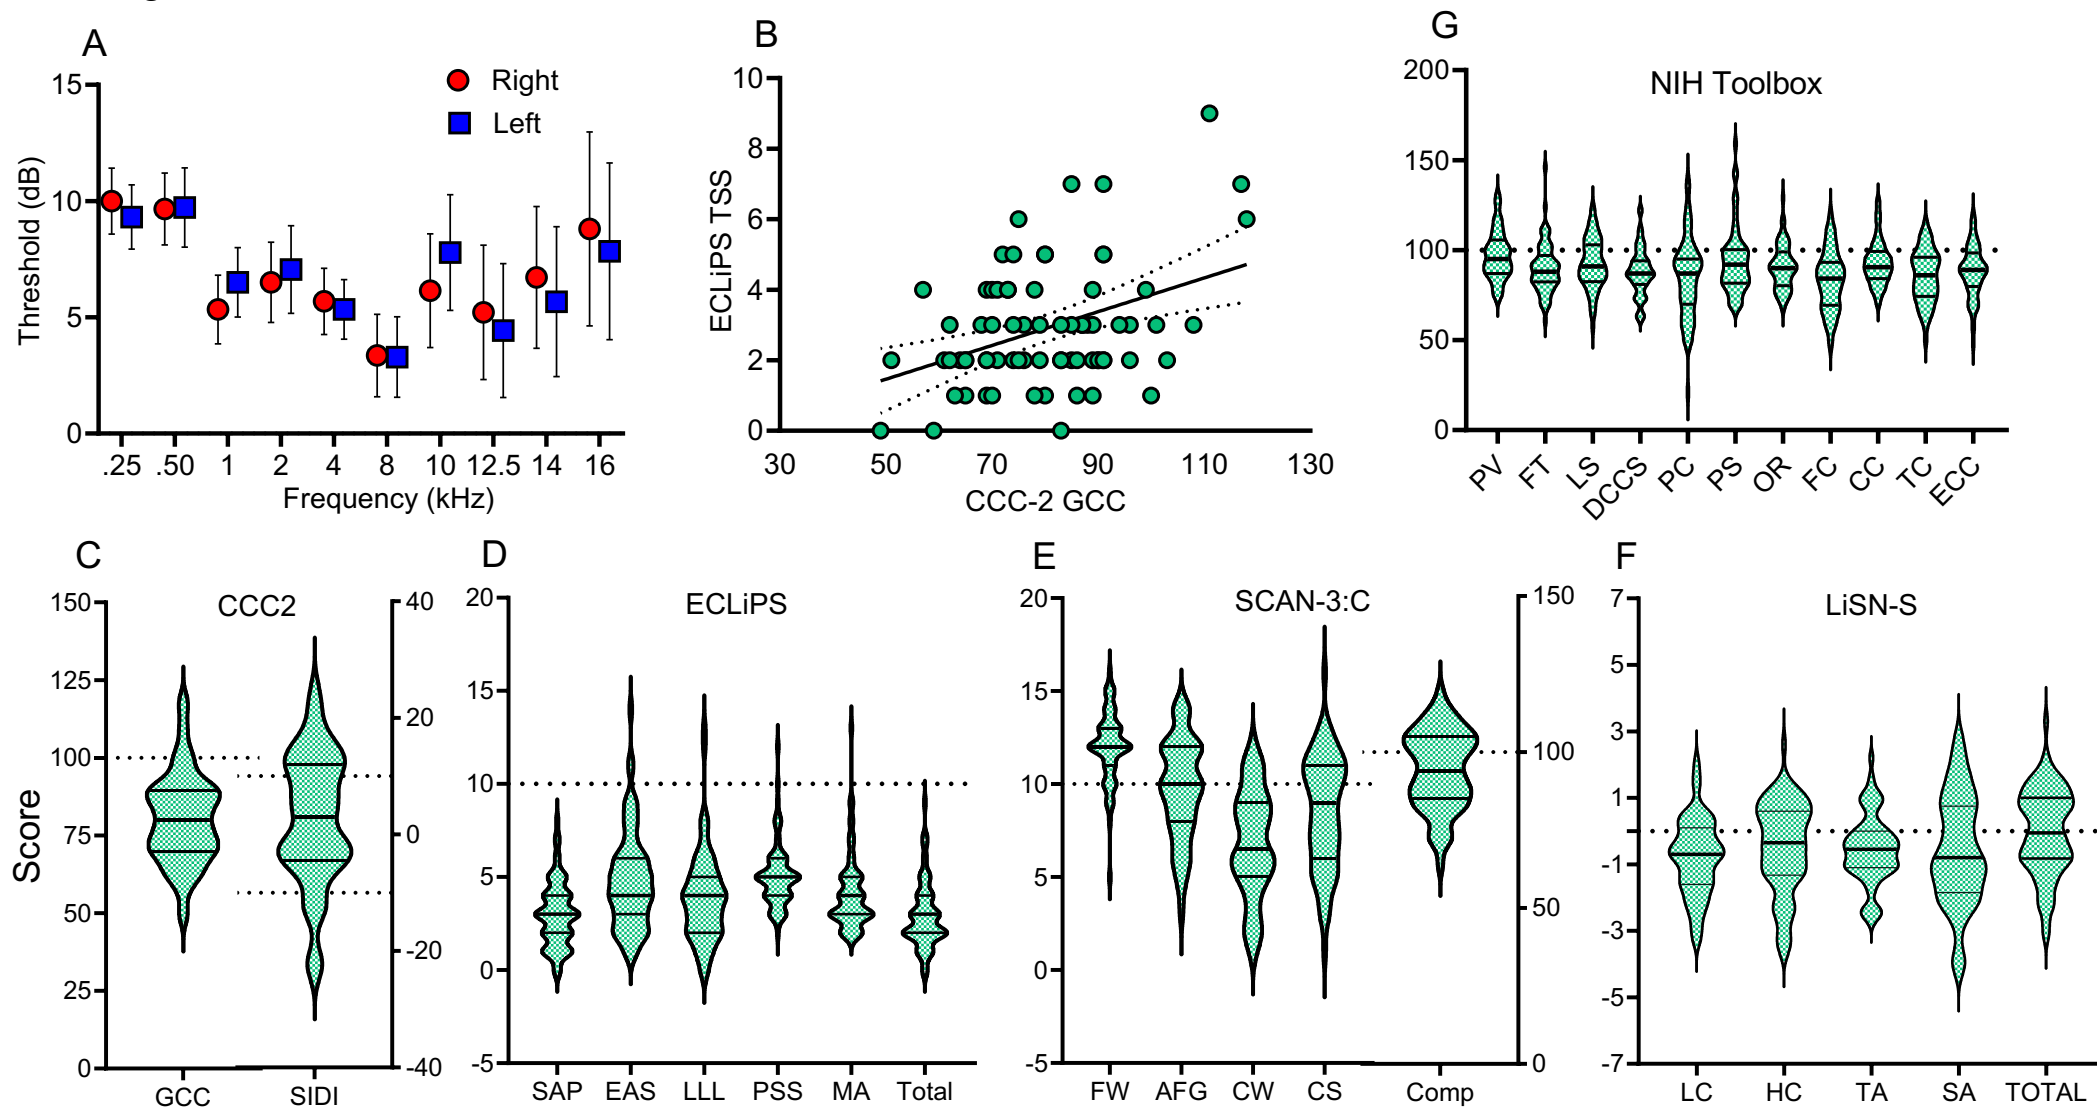 A
15
10
5
0
Threshold (dB)
Right
Left
.25 .50 1 2 4 8 10 12.5 14 16
Frequency (kHz)
B
10
8
6
4
2
0
ECLiPS TSS
30 50 70 90 110 130
CCC-2 GCC
G
NIH Toolbox
200
150
100
50
0
PV FT LS DCCS PC PS OR FC CC TC ECC
C
CCC2
Score
150
125
100
75
50
25
0
40
20
0
-20
-40
GCC SIDI
D
ECLiPS
20
15
10
5
0
-5
SAP EAS LLL PSS MA Total
E
SCAN-3:C
20
15
10
5
0
-5
150
100
50
0
FW AFG CW CS Comp
F
LiSN-S
7
5
3
1
-1
-3
-5
-7
LC HC TA SA TOTAL